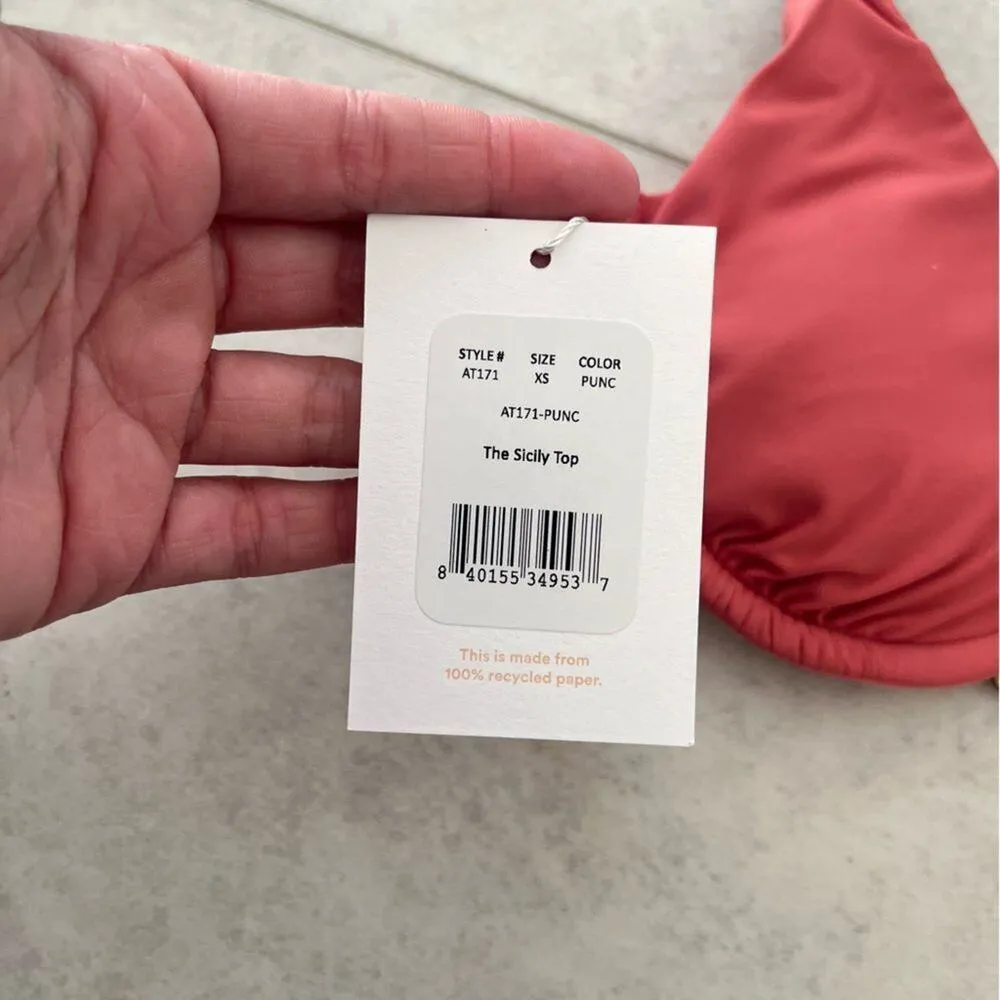 STYLE # SIZE COLOR
AT171 XS PUNC
AT171-PUNC
The Sicily Top
8 40155 34953 7
This is made from
100% recycled paper.